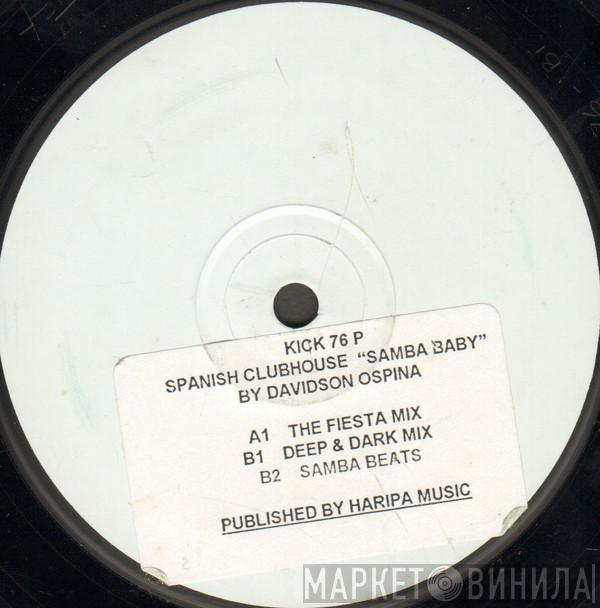 KICK 76 P
SPANISH CLUBHOUSE “SAMBA BABY”
BY DAVIDSON OSPINA
A1 THE FIESTA MIX
B1 DEEP & DARK MIX
B2 SAMBA BEATS
PUBLISHED BY HARIPA MUSIC
МАРКЕТ ВИНИЛА